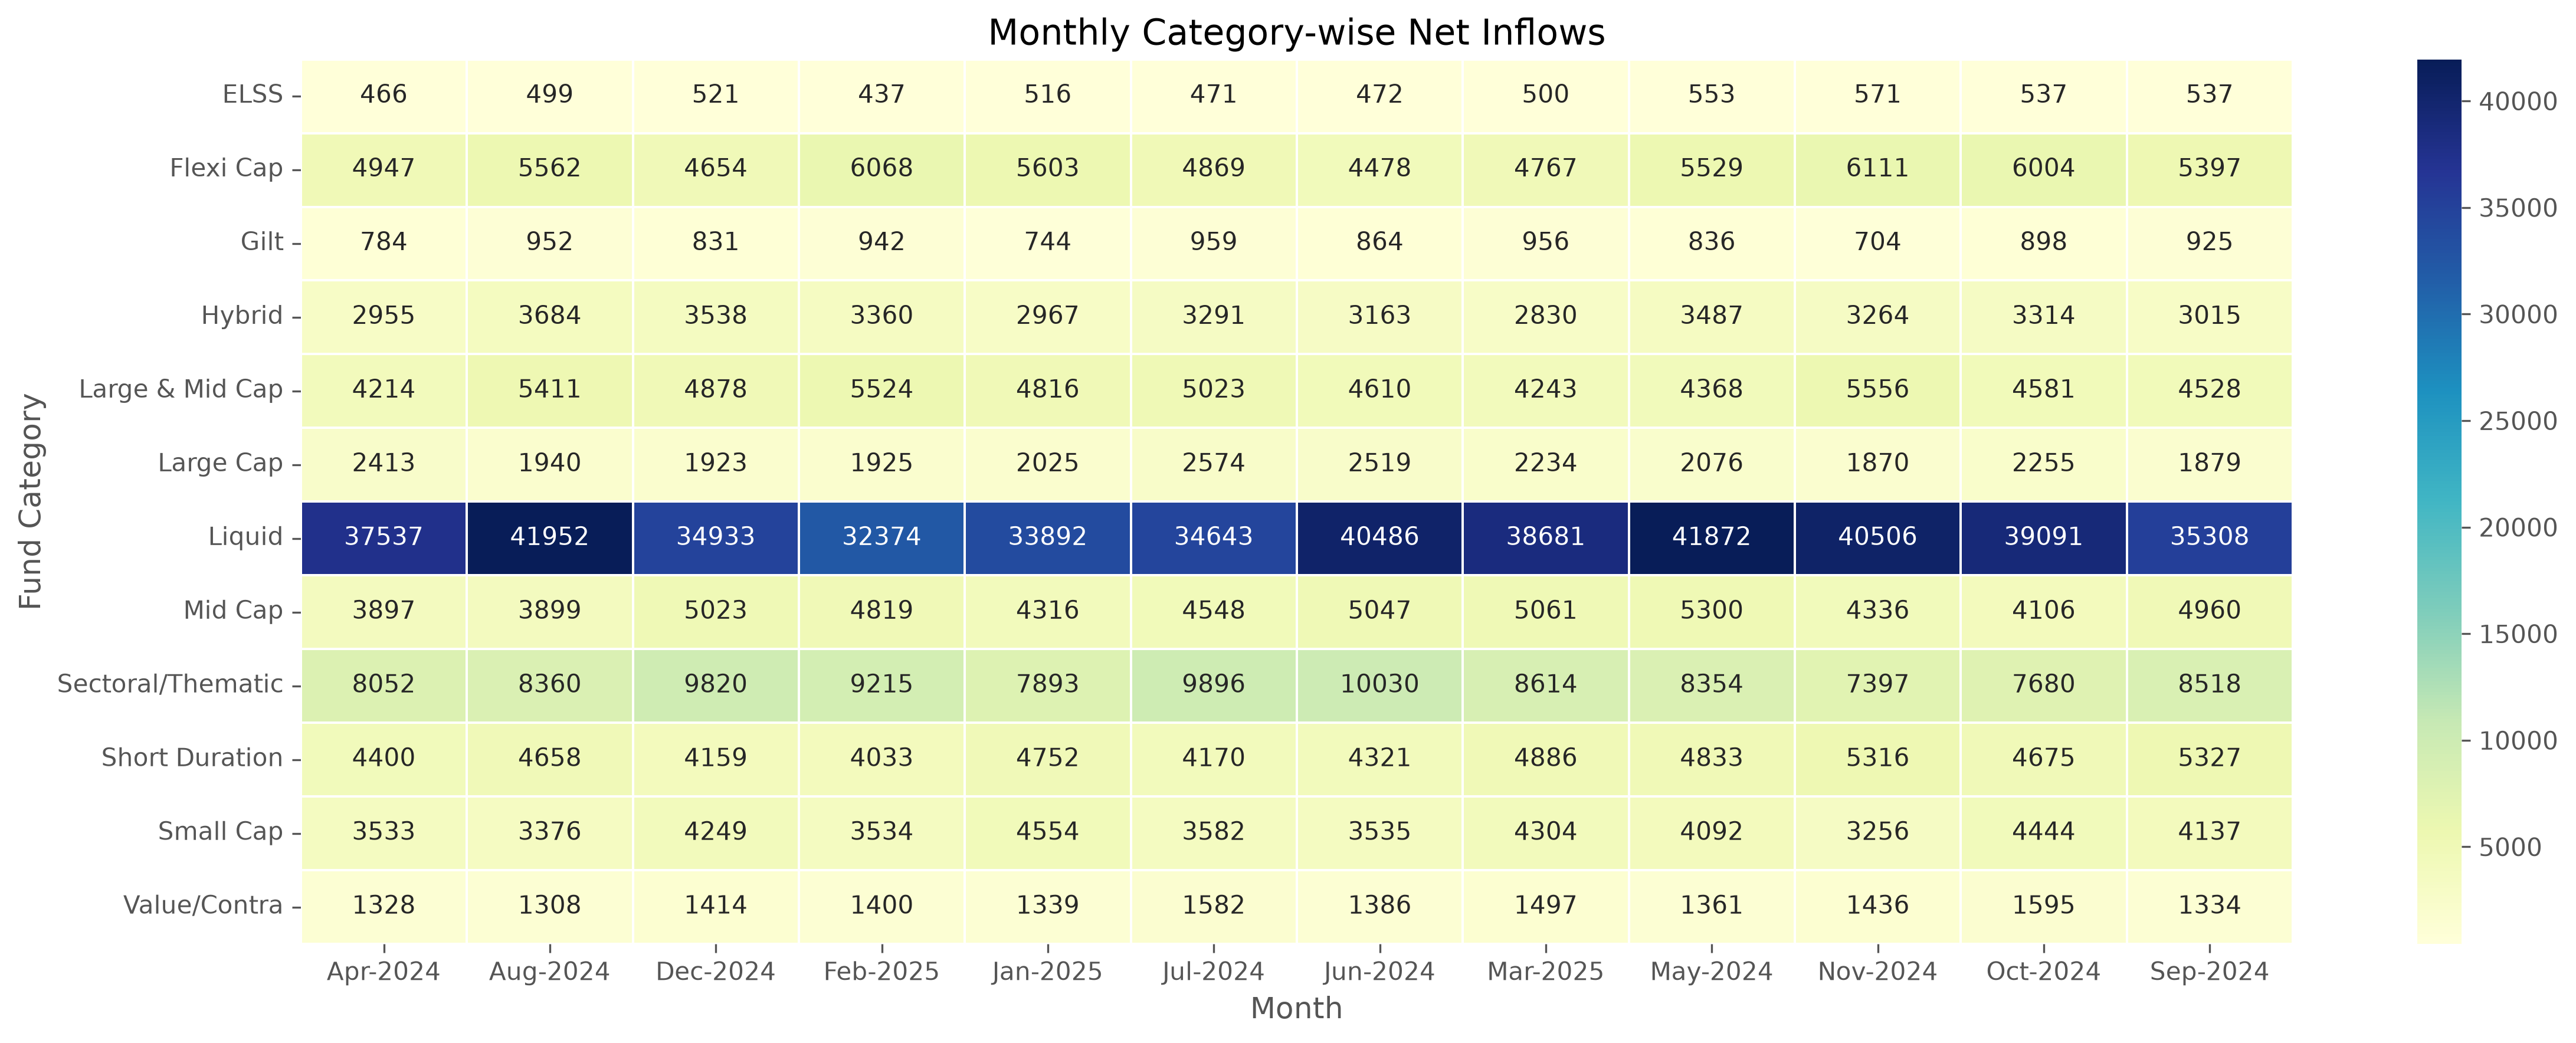 Monthly Category-wise Net Inflows
Fund Category
ELSS 466 499 521 437 516 471 472 500 553 571 537 537
Flexi Cap 4947 5562 4654 6068 5603 4869 4478 4767 5529 6111 6004 5397
Gilt 784 952 831 942 744 959 864 956 836 704 898 925
Hybrid 2955 3684 3538 3360 2967 3291 3163 2830 3487 3264 3314 3015
Large & Mid Cap 4214 5411 4878 5524 4816 5023 4610 4243 4368 5556 4581 4528
Large Cap 2413 1940 1923 1925 2025 2574 2519 2234 2076 1870 2255 1879
Liquid 37537 41952 34933 32374 33892 34643 40486 38681 41872 40506 39091 35308
Mid Cap 3897 3899 5023 4819 4316 4548 5047 5061 5300 4336 4106 4960
Sectoral/Thematic 8052 8360 9820 9215 7893 9896 10030 8614 8354 7397 7680 8518
Short Duration 4400 4658 4159 4033 4752 4170 4321 4886 4833 5316 4675 5327
Small Cap 3533 3376 4249 3534 4554 3582 3535 4304 4092 3256 4444 4137
Value/Contra 1328 1308 1414 1400 1339 1582 1386 1497 1361 1436 1595 1334
Apr-2024 Aug-2024 Dec-2024 Feb-2025 Jan-2025 Jul-2024 Jun-2024 Mar-2025 May-2024 Nov-2024 Oct-2024 Sep-2024
Month
40000
35000
30000
25000
20000
15000
10000
5000